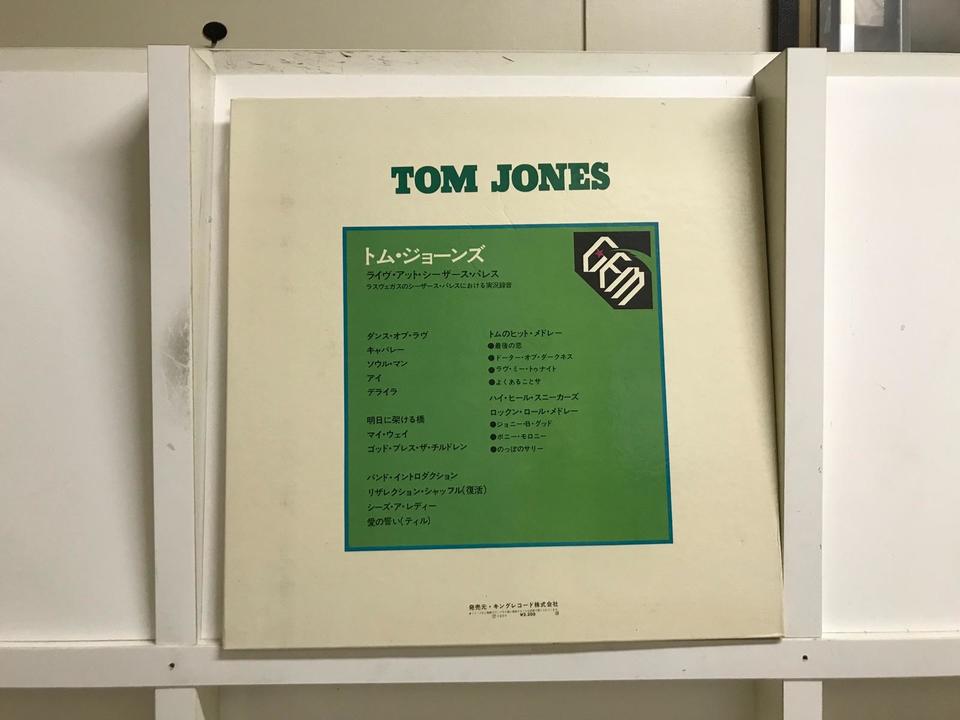 TOM JONES
トム・ジョーンズ
GEM
ライヴ・アット・シーザース・パレス
ラスヴェガスのシーザース・パレスにおける実況録音
ダンス・オブ・ラヴ
キャバレー
ソウル・マン
アイ
デライラ
明日に架ける橋
マイ・ウェイ
ゴッド・ブレス・ザ・チルドレン
バンド・イントロダクション
リザレクション・シャッフル(復活)
シーズ・ア・レディー
愛の誓い(ティル)
トムのヒット・メドレー
●最後の恋
●ドーター・オブ・ダークネス
●ラヴ・ミー・トゥナイト
●よくあることサ
ハイ・ヒール・スニーカーズ
ロックン・ロール・メドレー
●ジョニー・B・グッド
●ボニー・モロニー
●のっぽのサリー
発売元・キングレコード株式会社